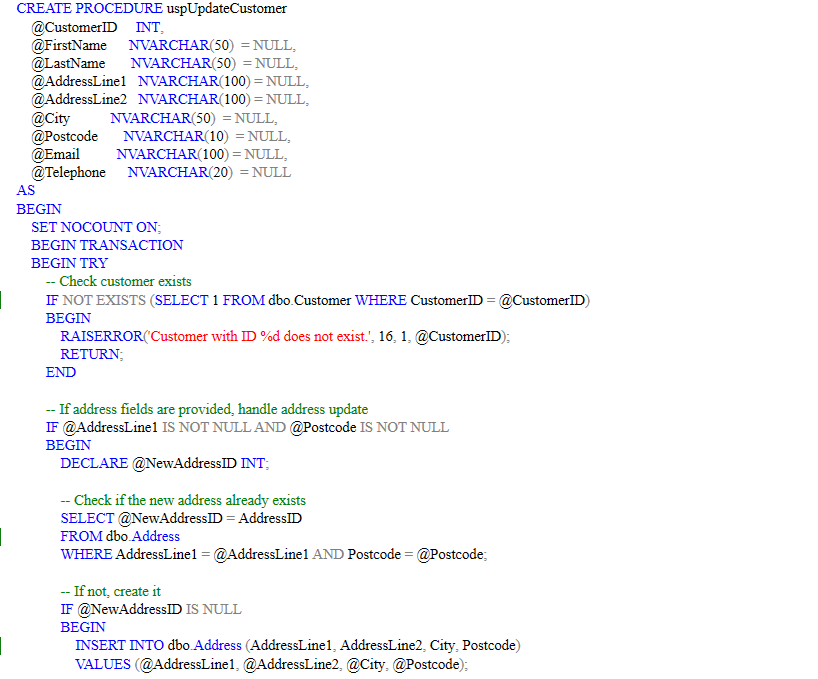 CREATE PROCEDURE uspUpdateCustomer
@CustomerID INT,
@FirstName NVARCHAR(50) = NULL,
@LastName NVARCHAR(50) = NULL,
@AddressLine1 NVARCHAR(100) = NULL,
@AddressLine2 NVARCHAR(100) = NULL,
@City NVARCHAR(50) = NULL,
@Postcode NVARCHAR(10) = NULL,
@Email NVARCHAR(100) = NULL,
@Telephone NVARCHAR(20) = NULL
AS
BEGIN
SET NOCOUNT ON;
BEGIN TRANSACTION
BEGIN TRY
-- Check customer exists
IF NOT EXISTS (SELECT 1 FROM dbo.Customer WHERE CustomerID = @CustomerID)
BEGIN
RAISERROR('Customer with ID %d does not exist.', 16, 1, @CustomerID);
RETURN;
END
-- If address fields are provided, handle address update
IF @AddressLine1 IS NOT NULL AND @Postcode IS NOT NULL
BEGIN
DECLARE @NewAddressID INT;
-- Check if the new address already exists
SELECT @NewAddressID = AddressID
FROM dbo.Address
WHERE AddressLine1 = @AddressLine1 AND Postcode = @Postcode;
-- If not, create it
IF @NewAddressID IS NULL
BEGIN
INSERT INTO dbo.Address (AddressLine1, AddressLine2, City, Postcode)
VALUES (@AddressLine1, @AddressLine2, @City, @Postcode);